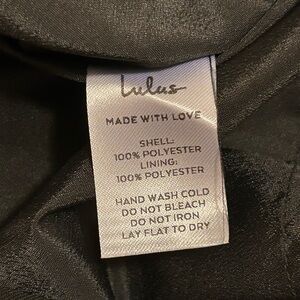 Lulus
MADE WITH LOVE
SHELL:
100% POLYESTER
LINING:
100% POLYESTER
HAND WASH COLD
DO NOT BLEACH
DO NOT IRON
LAY FLAT TO DRY